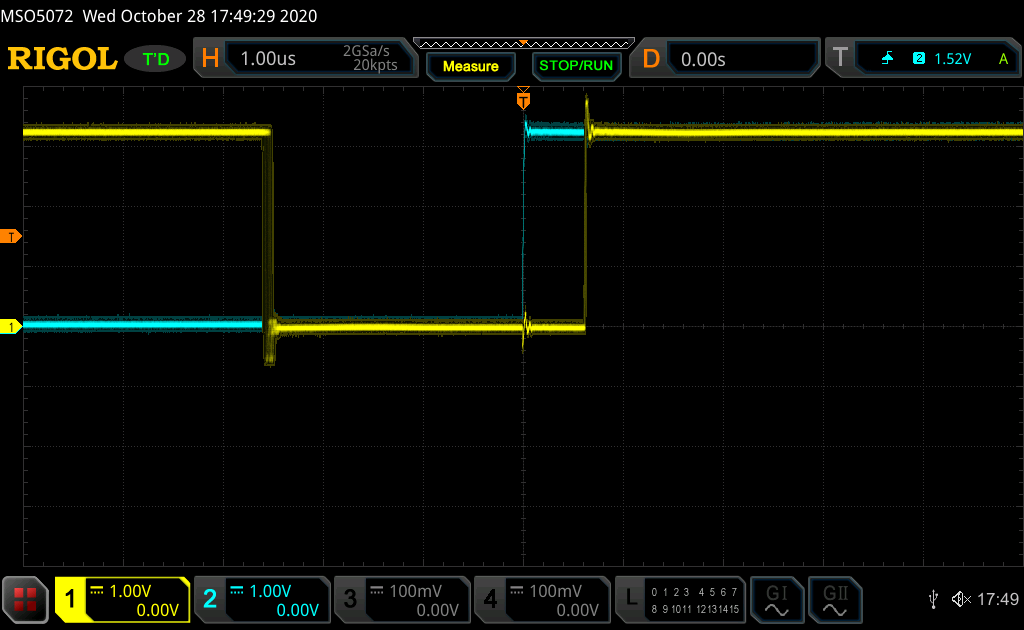 MSO5072 Wed October 28 17:49:29 2020
RIGOL T'D H 1.00us 2GSa/s 20kpts Measure STOP/RUN D 0.00s T 2 1.52V A
T
T
1
1 1.00V 0.00V 2 1.00V 0.00V 3 100mV 0.00V 4 100mV 0.00V L 0 1 2 3 4 5 6 7 GI GII 17:49
8 9 10 11 12 13 14 15